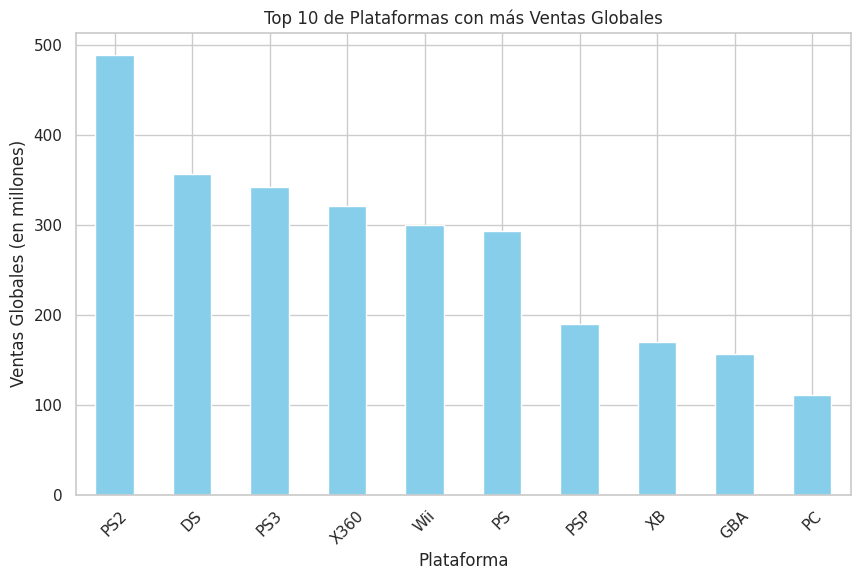 Top 10 de Plataformas con más Ventas Globales
Ventas Globales (en millones)
500
400
300
200
100
0
PS2
DS
PS3
X360
Wii
PS
PSP
XB
GBA
PC
Plataforma